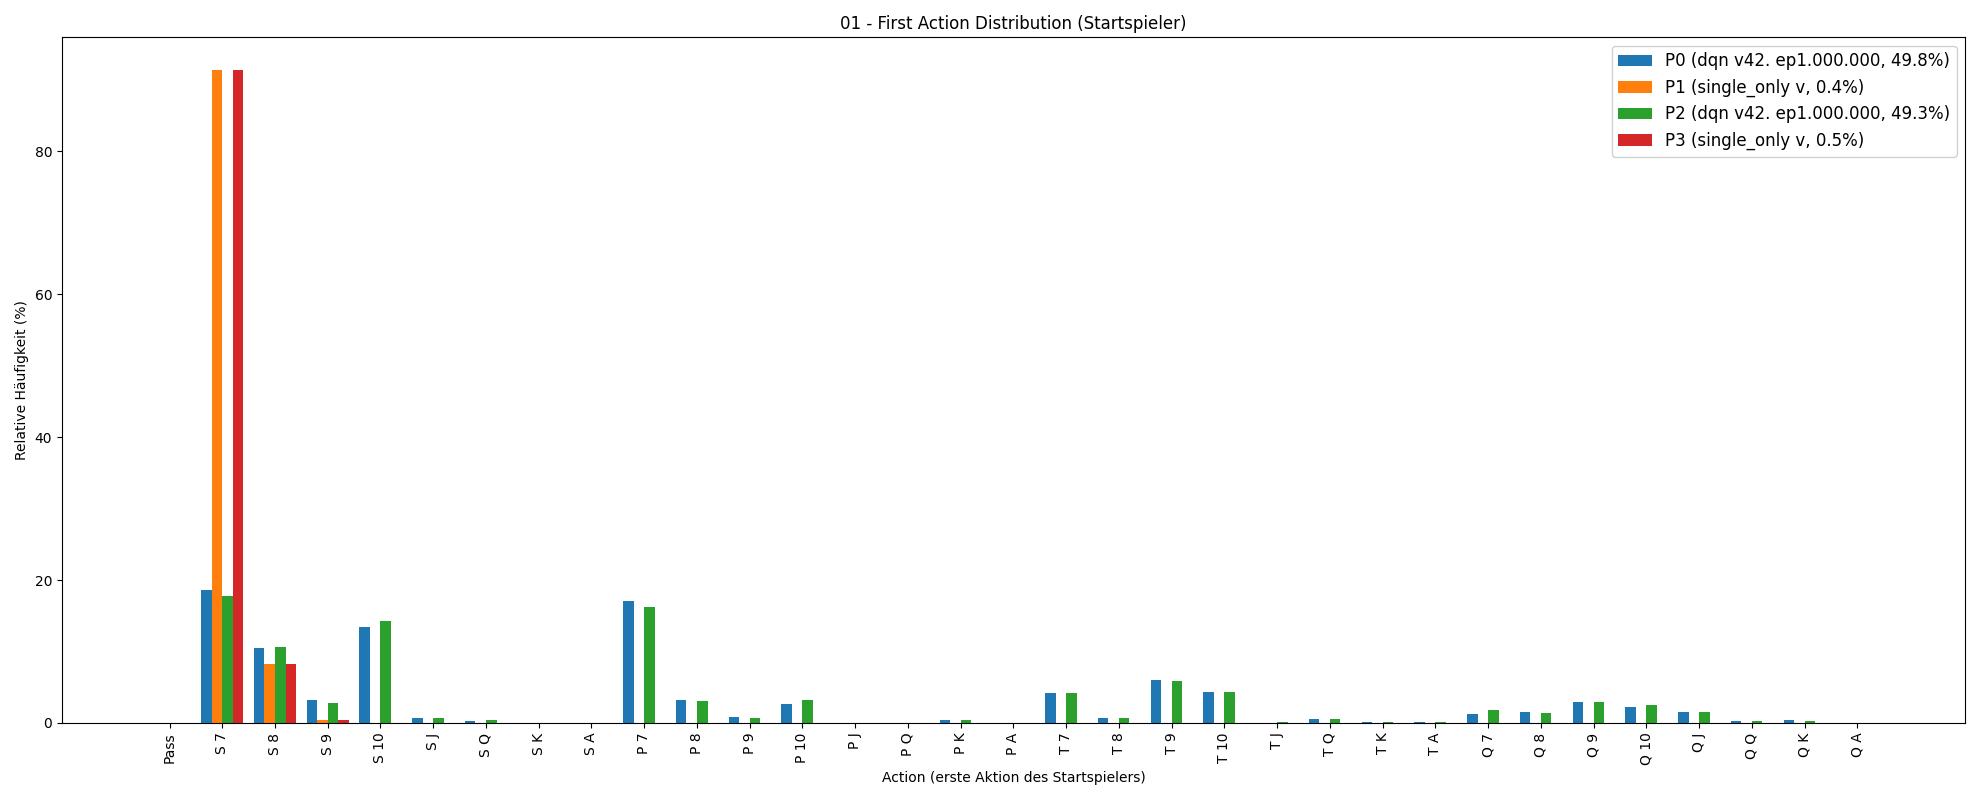 01 - First Action Distribution (Startspieler)
P0 (dqn v42. ep1.000.000, 49.8%)
P1 (single_only v, 0.4%)
P2 (dqn v42. ep1.000.000, 49.3%)
P3 (single_only v, 0.5%)
Relative Häufigkeit (%)
80
60
40
20
0
Pass
S 7
S 8
S 9
S 10
S J
S Q
S K
S A
P 7
P 8
P 9
P 10
P J
P Q
P K
P A
T 7
T 8
T 9
T 10
T J
T Q
T K
T A
Q 7
Q 8
Q 9
Q 10
Q J
Q Q
Q K
Q A
Action (erste Aktion des Startspielers)